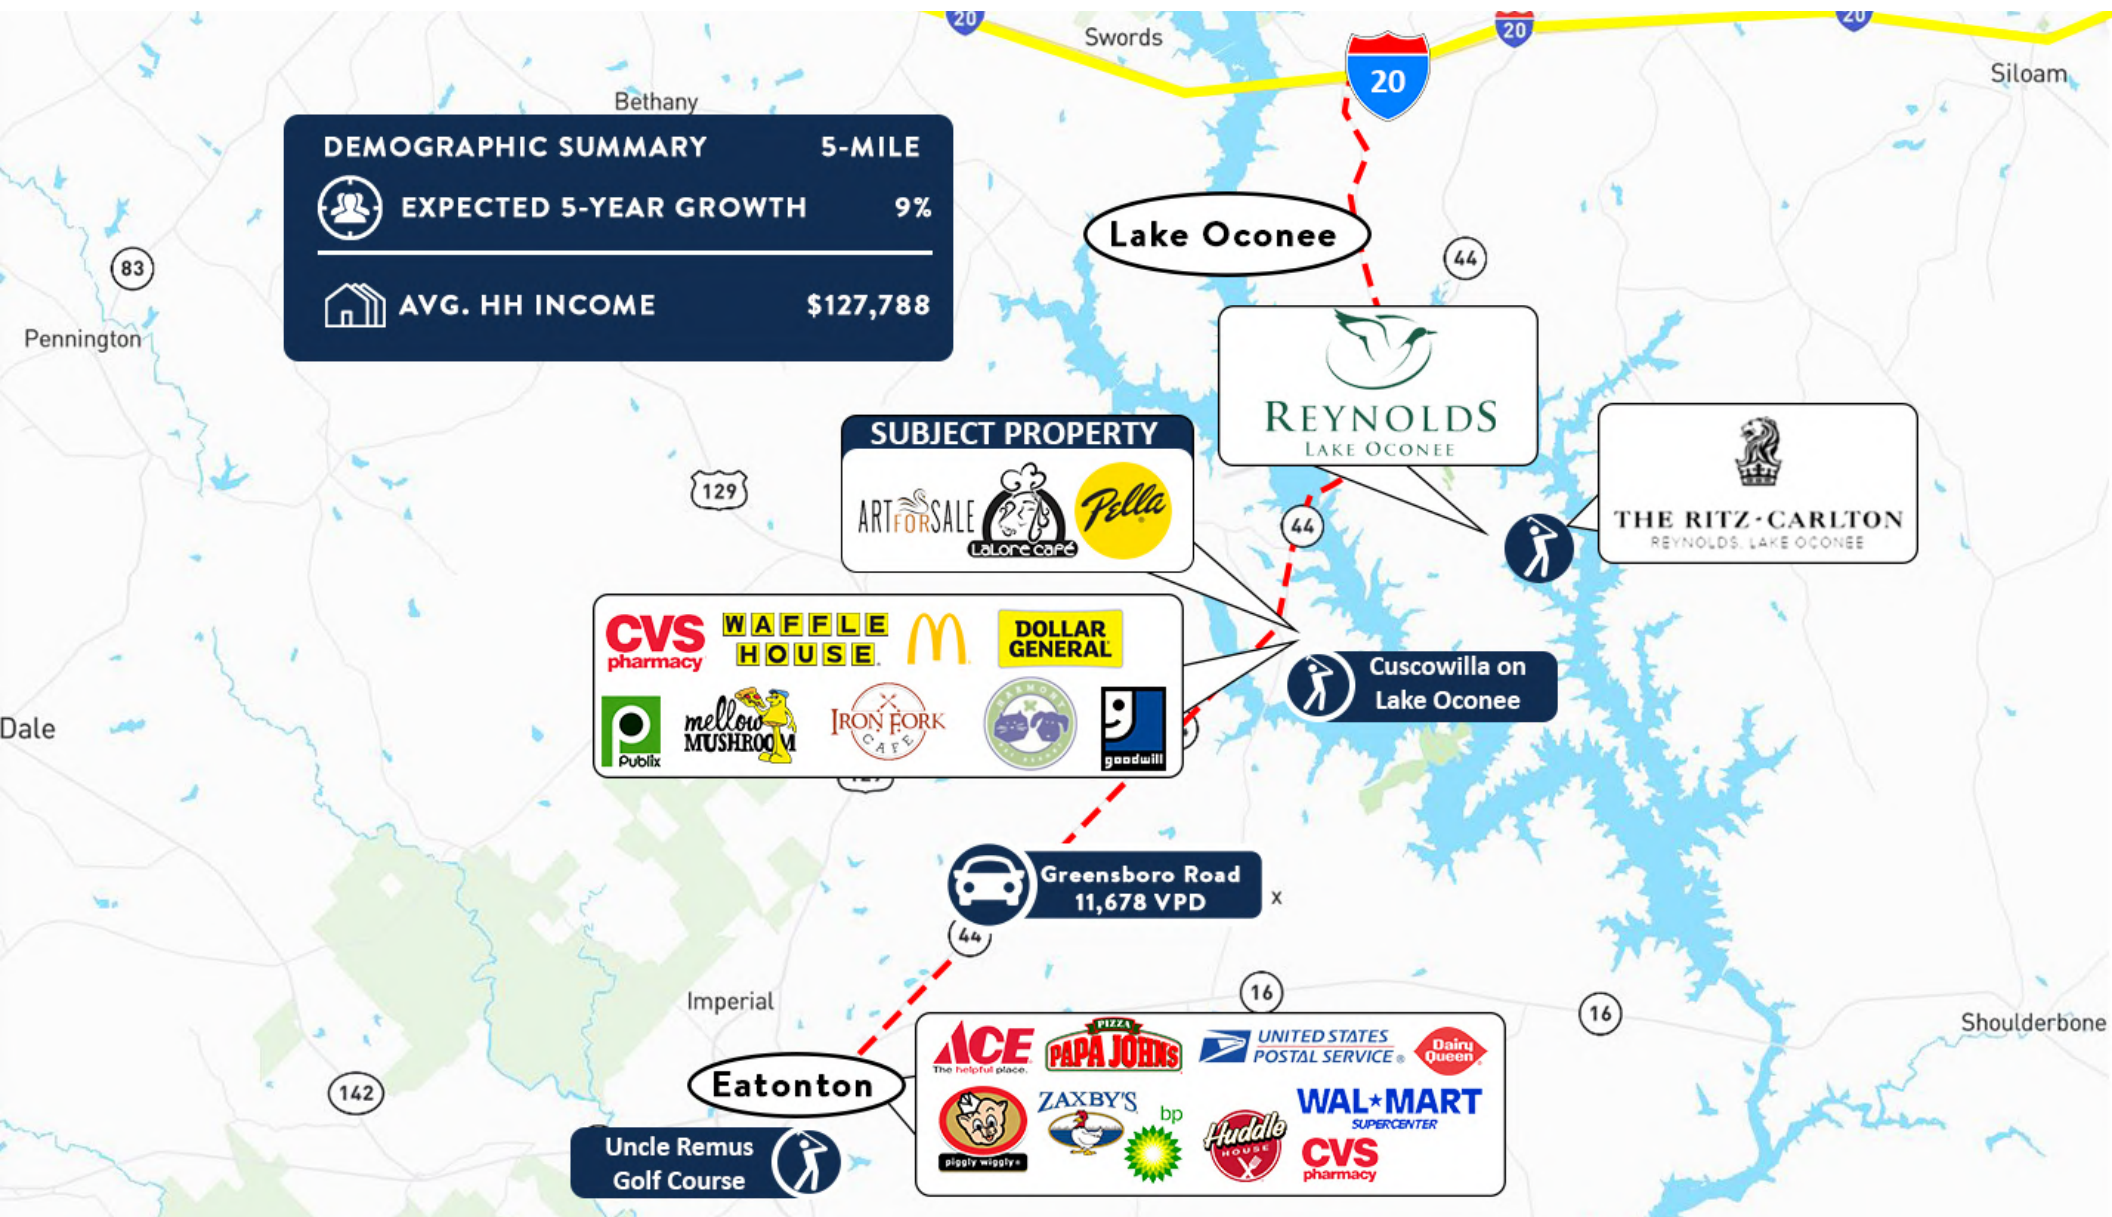 20
20
20
Swords
20
Siloam
Bethany
DEMOGRAPHIC SUMMARY 5-MILE
EXPECTED 5-YEAR GROWTH 9%
AVG. HH INCOME $127,788
Lake Oconee
44
83
Pennington
REYNOLDS
LAKE OCONEE
SUBJECT PROPERTY
ART FOR SALE
LaLore café
Pella
129
44
THE RITZ-CARLTON
REYNOLDS, LAKE OCONEE
CVS
pharmacy
WAFFLE
HOUSE
DOLLAR
GENERAL
Cuscowilla on
Lake Oconee
Publix
mellow
MUSHROOM
IRON FORK
CAFE
HARMONY
goodwill
Dale
Greensboro Road
11,678 VPD
x
44
Imperial
16
16
Shoulderbone
142
Eatonton
ACE
The helpful place.
PIZZA
PAPA JOHNS
UNITED STATES
POSTAL SERVICE®
Dairy
Queen
piggly wiggly®
ZAXBY'S
bp
Huddle
HOUSE
WAL★MART
SUPERCENTER
CVS
pharmacy
Uncle Remus
Golf Course